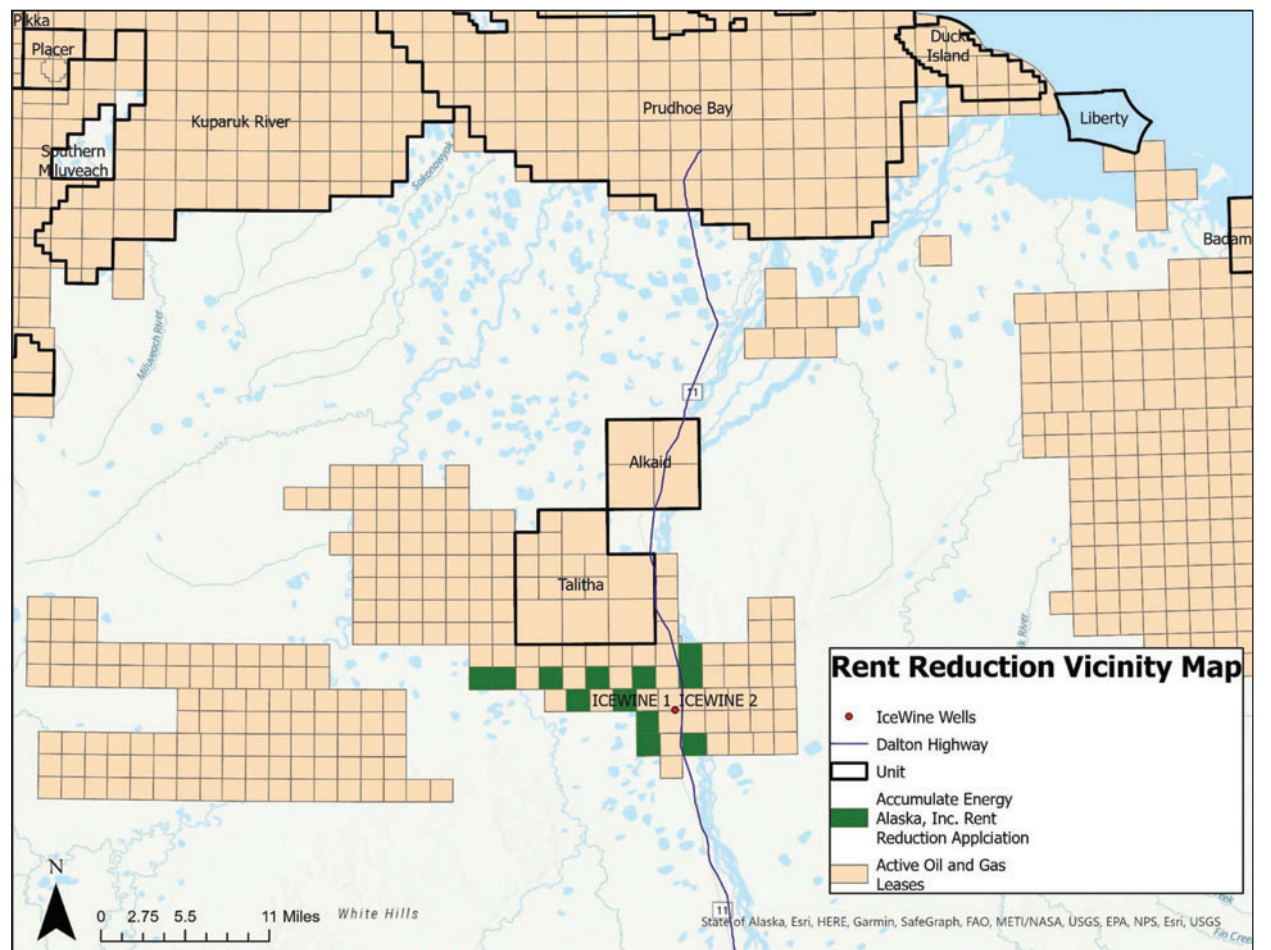 Pikka
Placer
Duck
Island
Kuparuk River
Prudhoe Bay
Liberty
Southern
Miluveach
Sakonowyak
Badam
Miluveach River
11
Alkaid
Talitha
ICEWINE 1 ICEWINE 2
Rent Reduction Vicinity Map
IceWine Wells
Dalton Highway
Unit
Accumulate Energy
Alaska, Inc. Rent
Reduction Applciation
Active Oil and Gas
Leases
N
0 2.75 5.5 11 Miles
White Hills
11
State of Alaska, Esri, HERE, Garmin, SafeGraph, FAO, METI/NASA, USGS, EPA, NPS, Esri, USGS